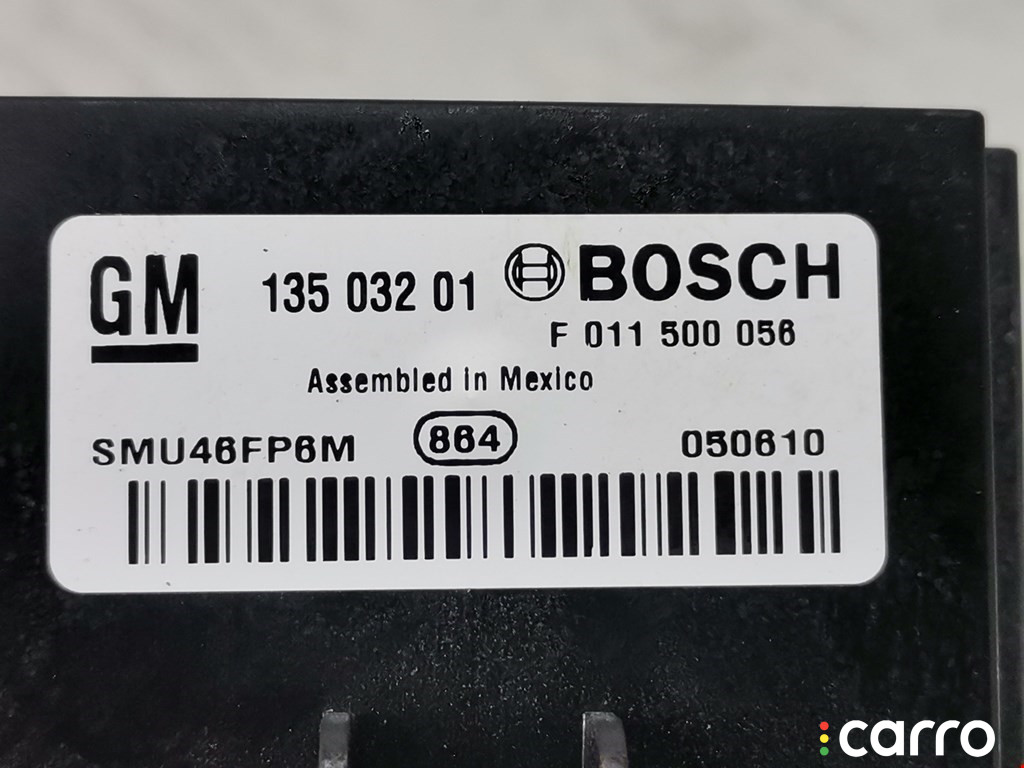 GM 135 032 01 BOSCH
F 011 500 056
Assembled in Mexico
SMU46FP6M 864 050610
carro